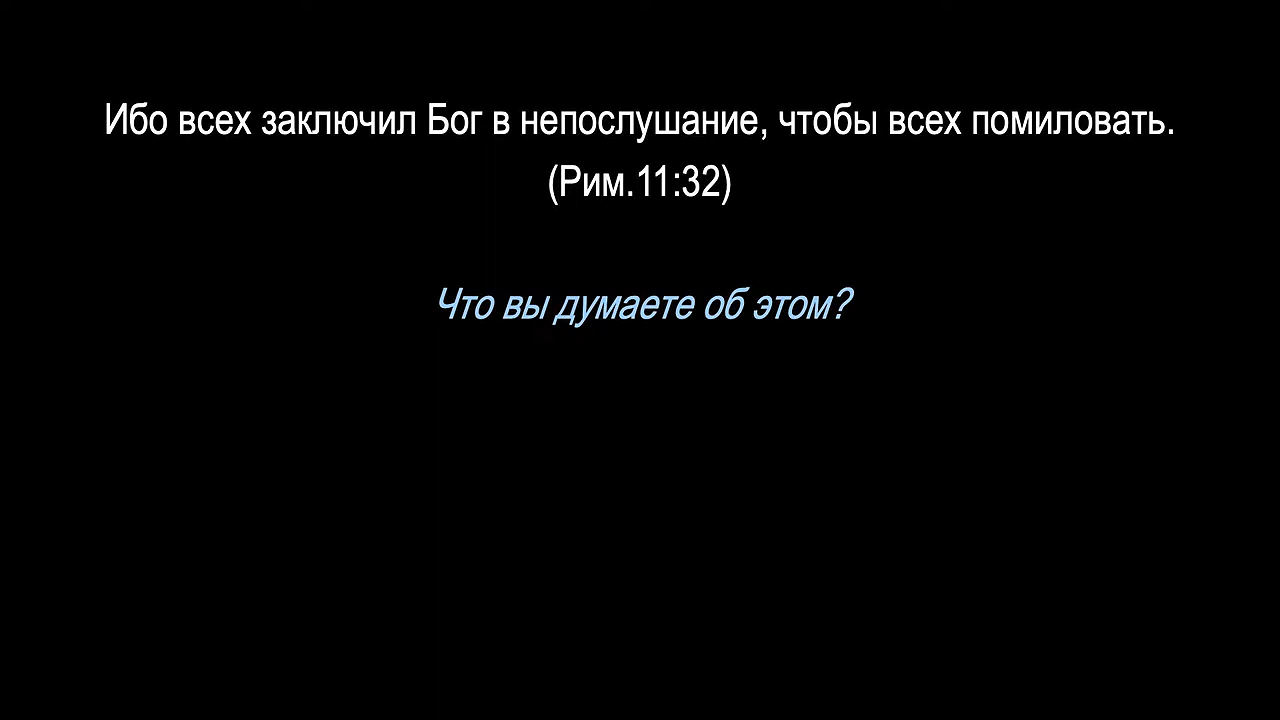 Ибо всех заключил Бог в непослушание, чтобы всех помиловать.
(Рим.11:32)
Что вы думаете об этом?